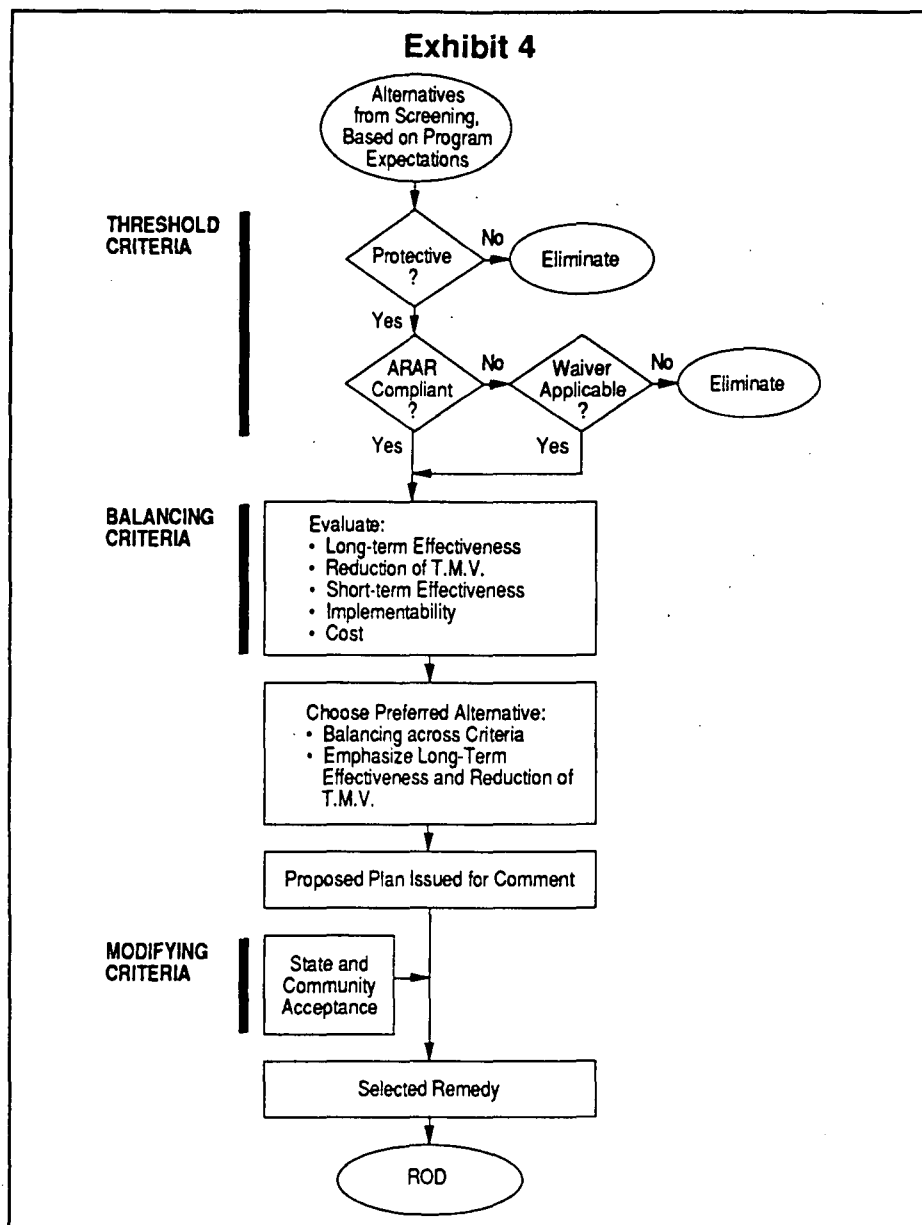 Exhibit 4
Alternatives
from Screening,
Based on Program
Expectations
THRESHOLD
CRITERIA
Protective
?
No
Eliminate
Yes
ARAR
Compliant
?
No
Waiver
Applicable
?
No
Eliminate
Yes
Yes
BALANCING
CRITERIA
Evaluate:
• Long-term Effectiveness
• Reduction of T.M.V.
• Short-term Effectiveness
• Implementability
• Cost
Choose Preferred Alternative:
• Balancing across Criteria
• Emphasize Long-Term
Effectiveness and Reduction of
T.M.V.
Proposed Plan Issued for Comment
MODIFYING
CRITERIA
State and
Community
Acceptance
Selected Remedy
ROD